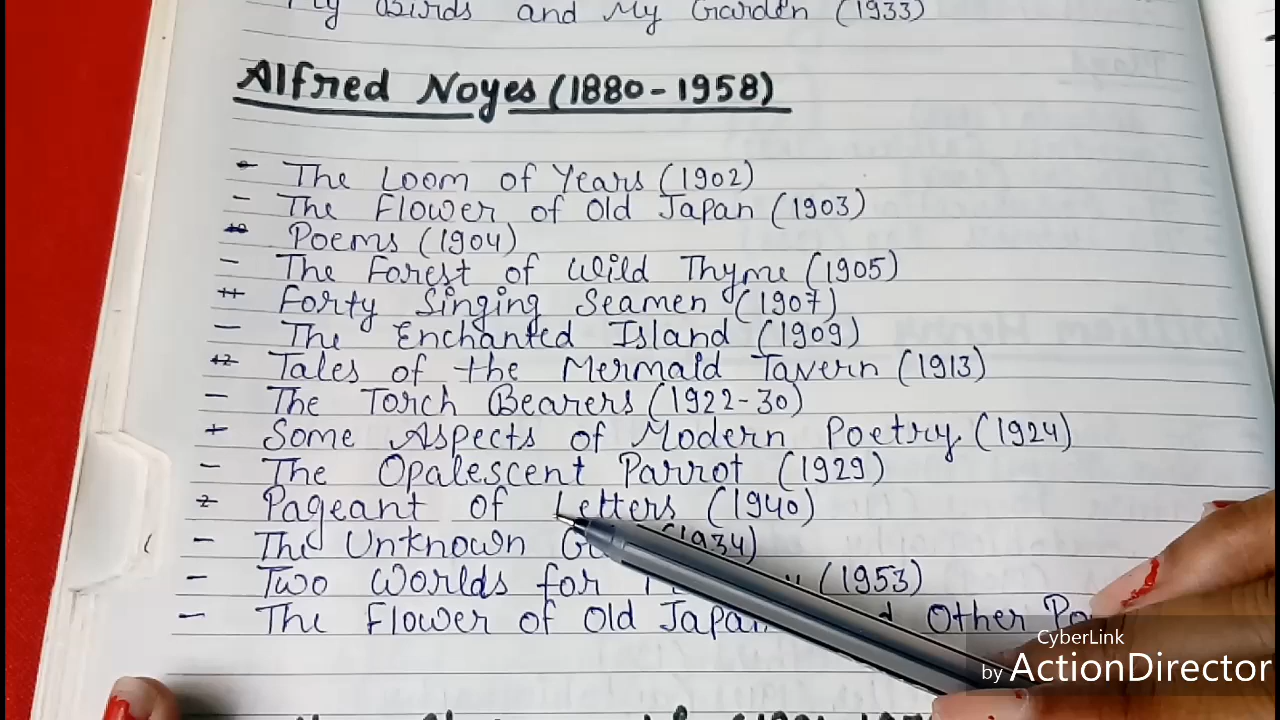 Birds and My Garden (1933)
Alfred Noyes (1880-1958)
- The Loom of Years (1902)
- The Flower of Old Japan (1903)
Poems (1904)
- The Forest of Wild Thyme (1905)
Forty Singing Seamen (1907)
- The Enchanted Island (1909)
Tales of the Mermaid Tavern (1913)
- The Torch Bearers (1922-30)
+ Some Aspects of Modern Poetry (1924)
- The Opalescent Parrot (1929)
Pageant of Letters (1940)
- The Unknown (1934)
- Two Worlds for (1953)
- The Flower of Old Japan Other
CyberLink
by ActionDirector